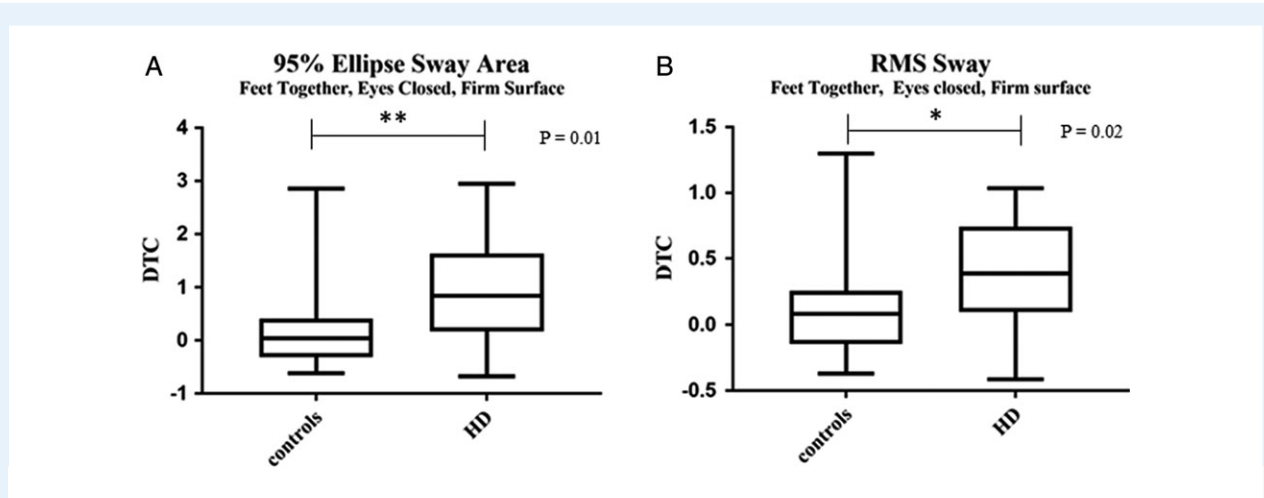 A
95% Ellipse Sway Area
Feet Together, Eyes Closed, Firm Surface
**
P = 0.01
4
3
2
1
0
-1
DTC
controls
HD
B
RMS Sway
Feet Together, Eyes closed, Firm surface
*
P = 0.02
1.5
1.0
0.5
0.0
-0.5
DTC
controls
HD